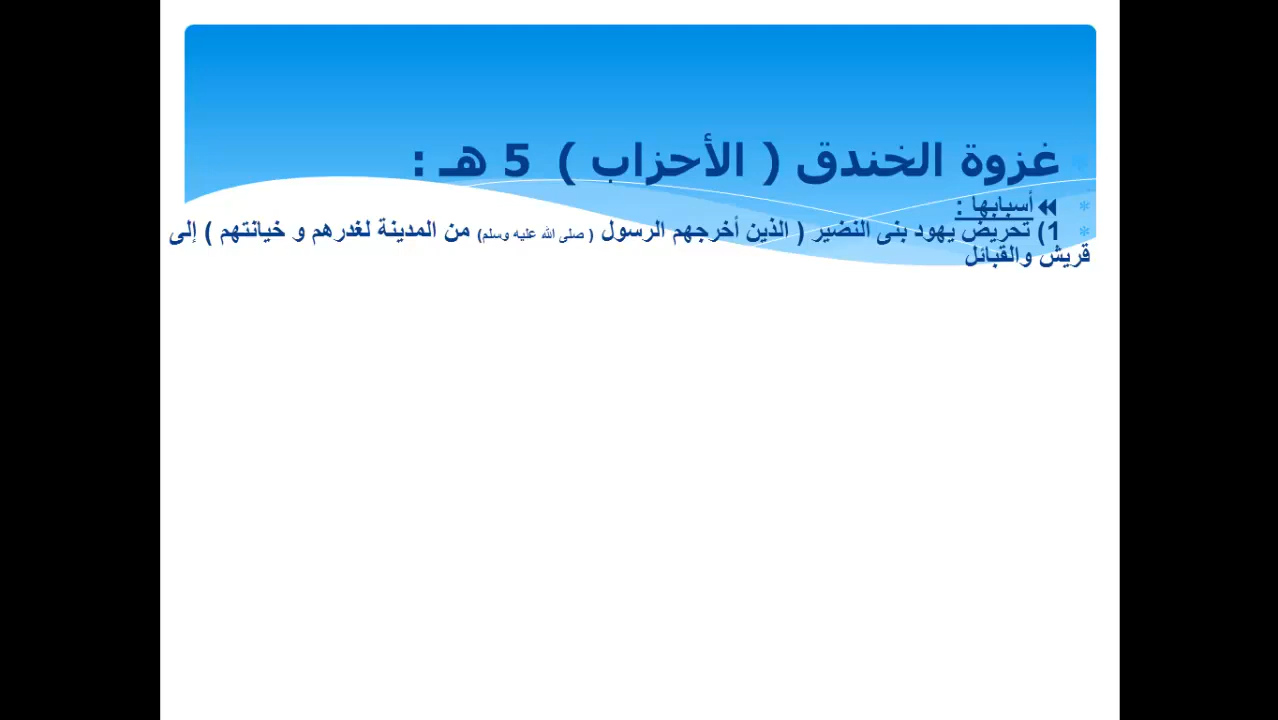 غزوة الخندق ( الأحزاب ) 5 هـ :
أسبابها :
1) تحريض يهود بنى النضير ( الذين أخرجهم الرسول ( صلى الله عليه وسلم) من المدينة لغدرهم و خيانتهم ) إلى
قريش والقبائل